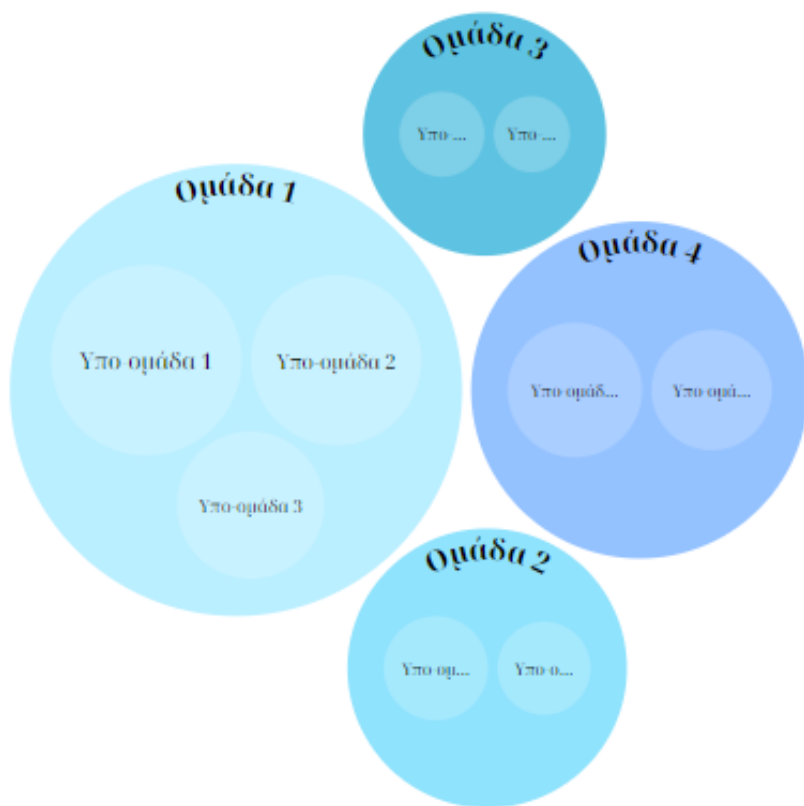 Ομάδα 3
Υπο-...
Υπο-...
Ομάδα 1
Υπο-ομάδα 1
Υπο-ομάδα 2
Υπο-ομάδα 3
Ομάδα 4
Υπο-ομάδ...
Υπο-ομά...
Ομάδα 2
Υπο-ομ...
Υπο-ο...